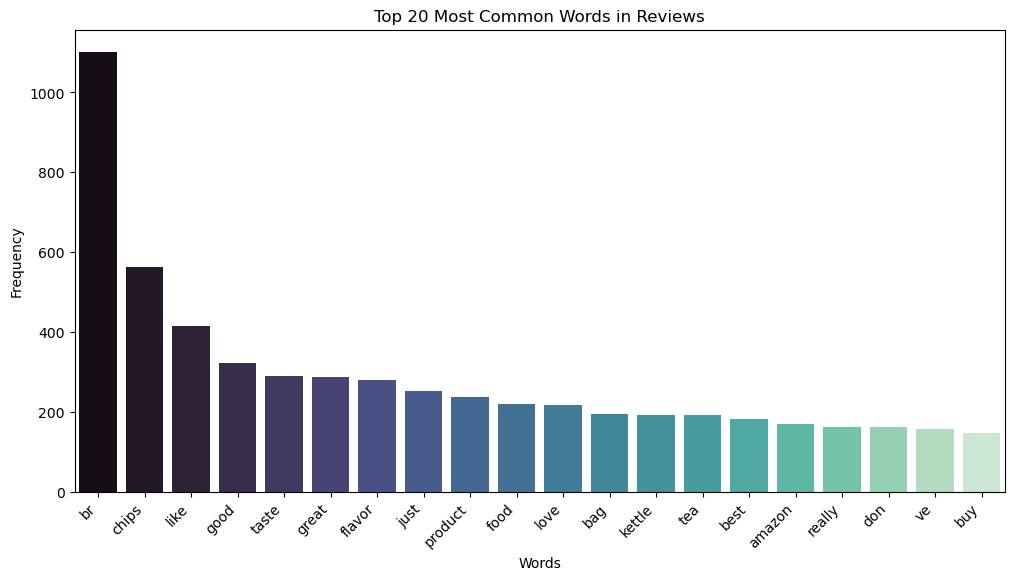 Top 20 Most Common Words in Reviews
Frequency
1000
800
600
400
200
0
br chips like good taste great flavor just product food love bag kettle tea best amazon really don ve buy
Words